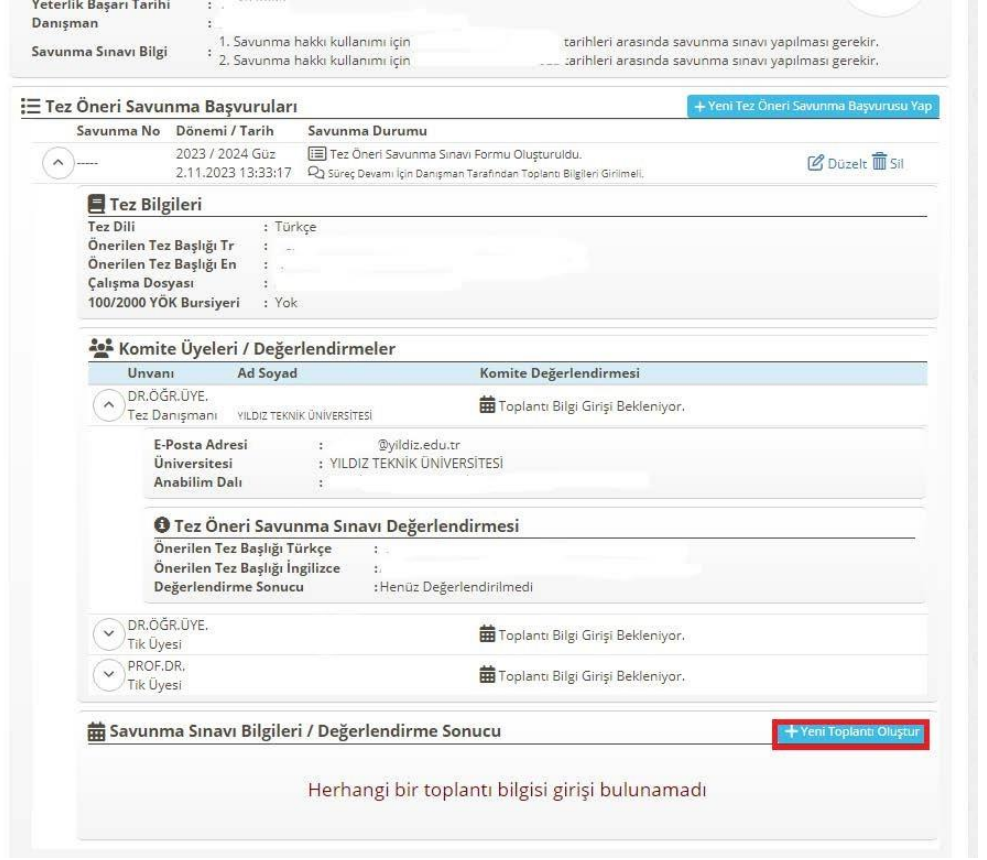 Yeterlik Başarı Tarihi :
Danışman :
Savunma Sınavı Bilgi : 1. Savunma hakkı kullanımı için tarihleri arasında savunma sınavı yapılması gerekir.
2. Savunma hakkı kullanımı için tarihleri arasında savunma sınavı yapılması gerekir.
Tez Öneri Savunma Başvuruları + Yeni Tez Öneri Savunma Başvurusu Yap
Savunma No Dönemi / Tarih Savunma Durumu
----- 2023 / 2024 Güz Tez Öneri Savunma Sınavı Formu Oluşturuldu. Düzelt Sil
2.11.2023 13:33:17 Süreç Devamı İçin Danışman Tarafından Toplantı Bilgileri Girilmeli.
Tez Bilgileri
Tez Dili : Türkçe
Önerilen Tez Başlığı Tr :
Önerilen Tez Başlığı En :
Çalışma Dosyası :
100/2000 YÖK Bursiyeri : Yok
Komite Üyeleri / Değerlendirmeler
Unvanı Ad Soyad Komite Değerlendirmesi
DR.ÖĞR.ÜYE.
Tez Danışmanı YILDIZ TEKNİK ÜNİVERSİTESİ Toplantı Bilgi Girişi Bekleniyor.
E-Posta Adresi : @yildiz.edu.tr
Üniversitesi : YILDIZ TEKNİK ÜNİVERSİTESİ
Anabilim Dalı :
Tez Öneri Savunma Sınavı Değerlendirmesi
Önerilen Tez Başlığı Türkçe :
Önerilen Tez Başlığı İngilizce :
Değerlendirme Sonucu :Henüz Değerlendirilmedi
DR.ÖĞR.ÜYE.
Tik Üyesi Toplantı Bilgi Girişi Bekleniyor.
PROF.DR.
Tik Üyesi Toplantı Bilgi Girişi Bekleniyor.
Savunma Sınavı Bilgileri / Değerlendirme Sonucu + Yeni Toplantı Oluştur
Herhangi bir toplantı bilgisi girişi bulunamadı